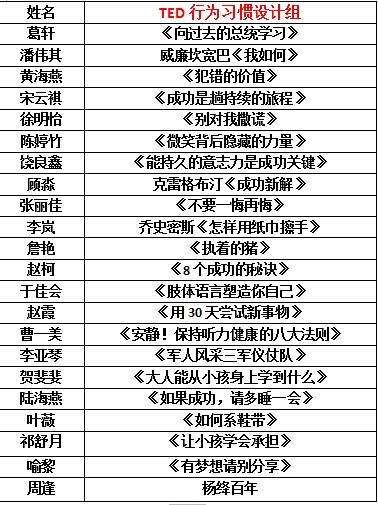 姓名 TED 行为习惯设计组
葛轩 《向过去的总统学习》
潘伟其 威廉坎宽巴《我如何》
黄海燕 《犯错的价值》
宋云祺 《成功是趟持续的旅程》
徐明怡 《别对我撒谎》
陈婷竹 《微笑背后隐藏的力量》
饶良鑫 《能持久的意志力是成功关键》
顾淼 克雷格布汀《成功新解》
张丽佳 《不要一悔再悔》
李岚 乔史密斯《怎样用纸巾擦手》
詹艳 《执着的猪》
赵柯 《8 个成功的秘诀》
于佳会 《肢体语言塑造你自己》
赵霞 《用 30 天尝试新事物》
曹一美 《安静！保持听力健康的八大法则》
李亚琴 《军人风采三军仪仗队》
贺斐斐 《大人能从小孩身上学到什么》
陆海燕 《如果成功，请多睡一会》
叶薇 《如何系鞋带》
祁舒月 《让小孩学会承担》
喻黎 《有梦想请别分享》
周逢 杨绛百年